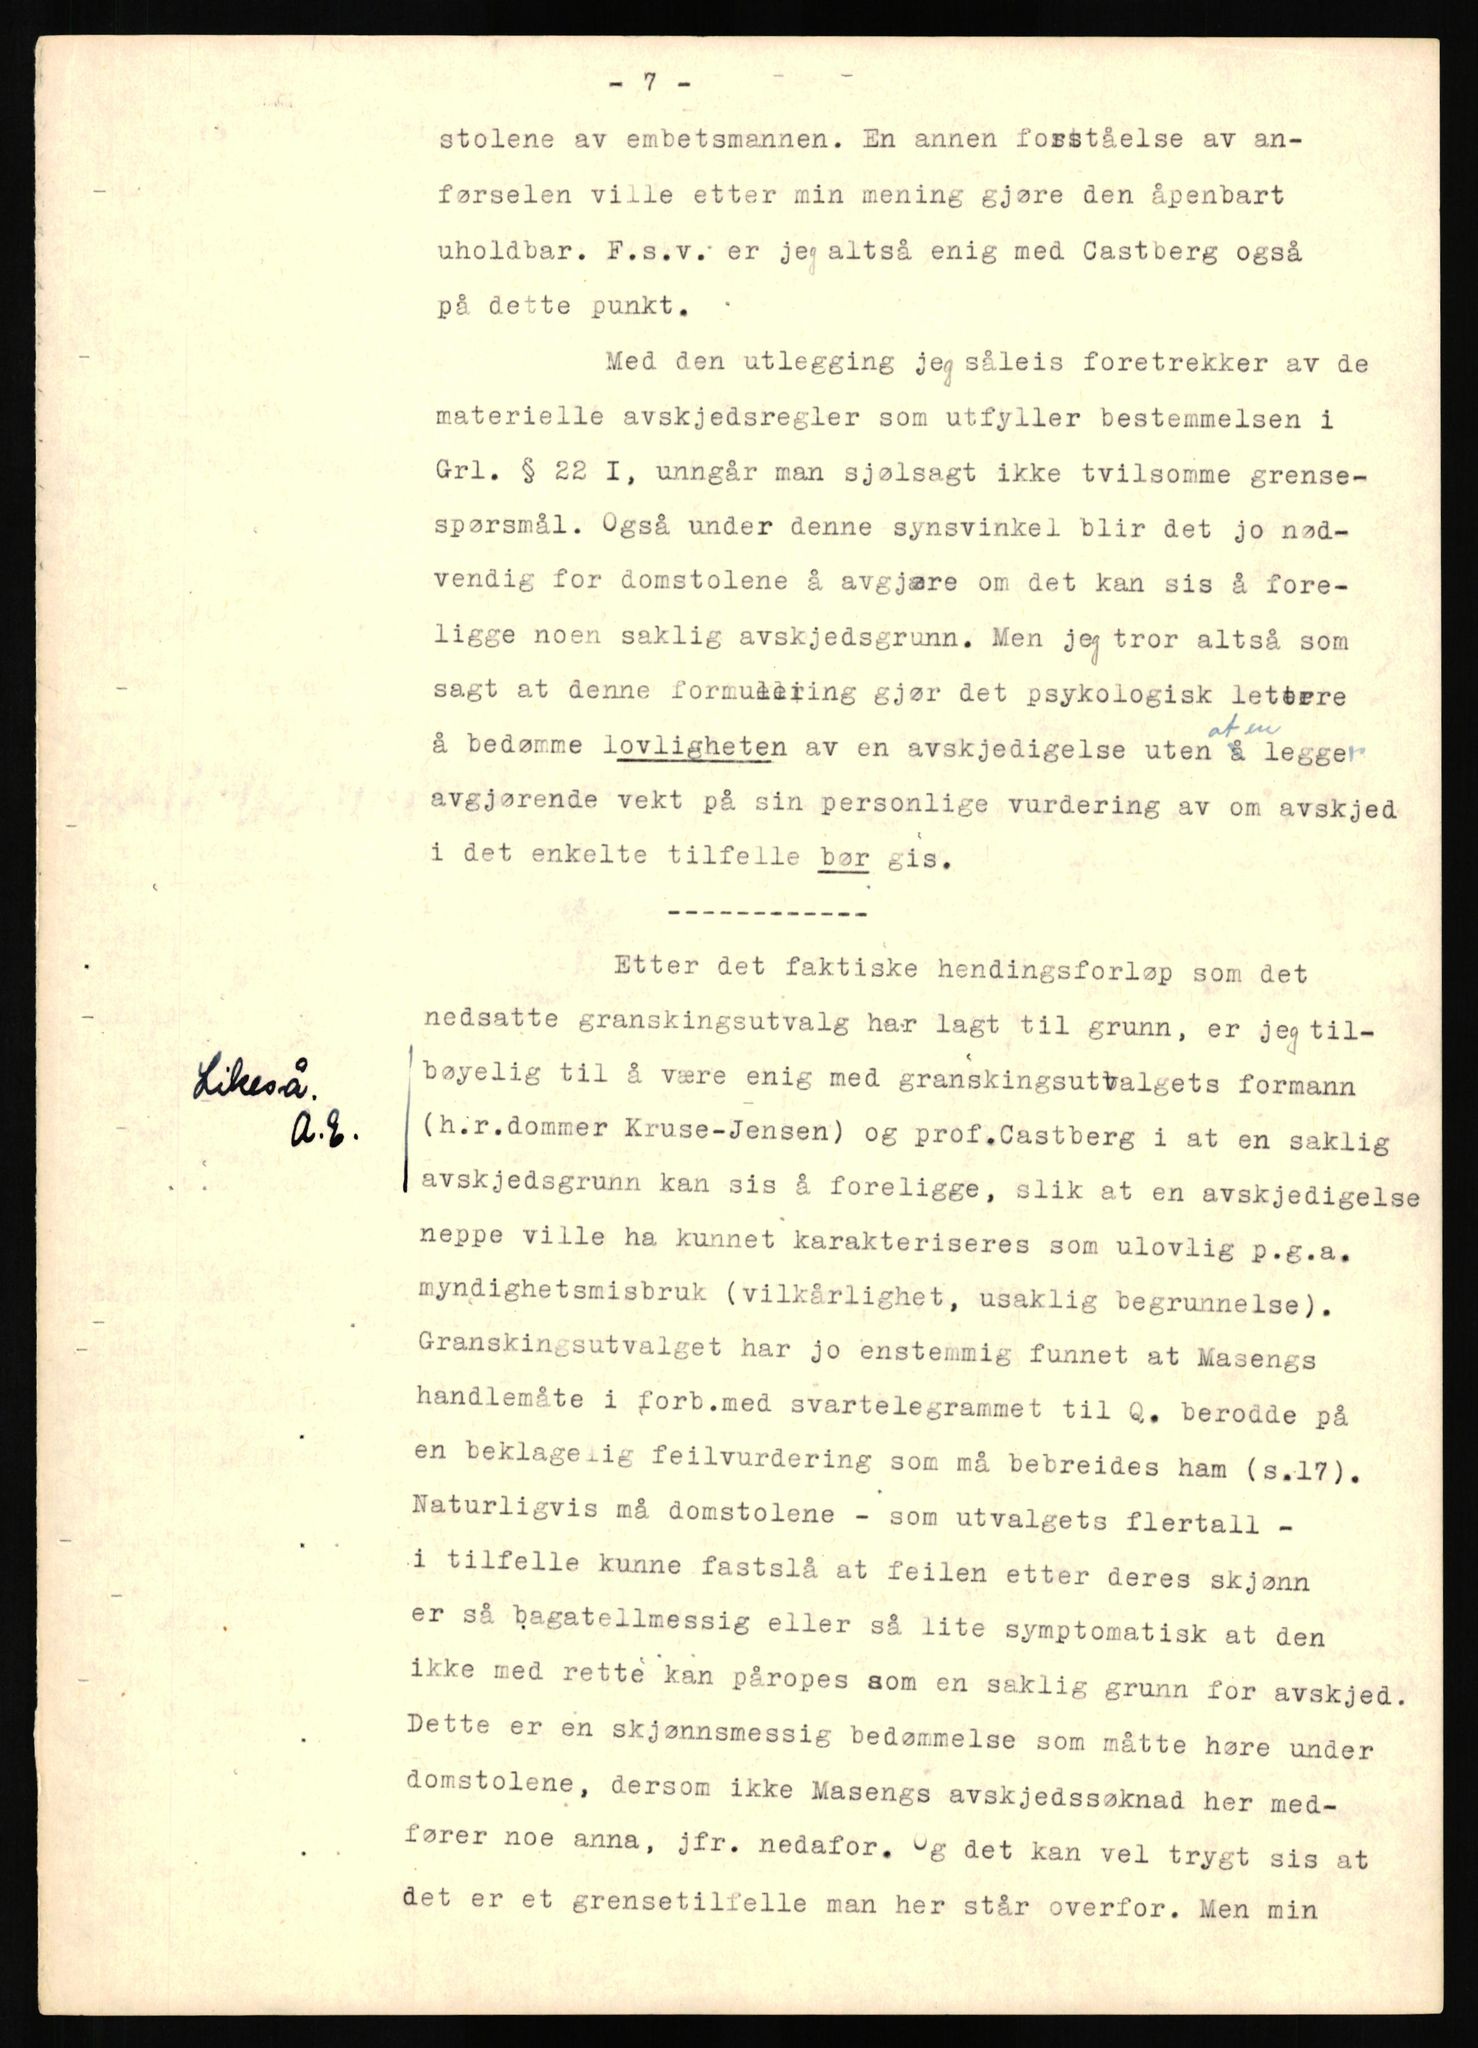 - 7 -
stolene av embetsmannen. En annen forståelse av an-
førselen ville etter min mening gjøre den åpenbart
uholdbar. F.s.v. er jeg altså enig med Castberg også
på dette punkt.
Med den utlegging jeg såleis foretrekker av de
materielle avskjedsregler som utfyller bestemmelsen i
Grl. § 22 I, unngår man sjølsagt ikke tvilsomme grense-
spørsmål. Også under denne synsvinkel blir det jo nød-
vendig for domstolene å avgjøre om det kan sis å fore-
ligge noen saklig avskjedsgrunn. Men jeg tror altså som
sagt at denne formulering gjør det psykologisk lettere
at en
å bedømme lovligheten av en avskjedigelse uten å legger
avgjørende vekt på sin personlige vurdering av om avskjed
i det enkelte tilfelle bør gis.
------------
Etter det faktiske hendingsforløp som det
nedsatte granskingsutvalg har lagt til grunn, er jeg til-
Likeså.
bøyelig til å være enig med granskingsutvalgets formann
A.E.
(h.r.dommer Kruse-Jensen) og prof.Castberg i at en saklig
avskjedsgrunn kan sis å foreligge, slik at en avskjedigelse
neppe ville ha kunnet karakteriseres som ulovlig p.g.a.
myndighetsmisbruk (vilkårlighet, usaklig begrunnelse).
Granskingsutvalget har jo enstemmig funnet at Masengs
handlemåte i forb.med svartelegrammet til Q. berodde på
en beklagelig feilvurdering som må bebreides ham (s.17).
Naturligvis må domstolene - som utvalgets flertall -
i tilfelle kunne fastslå at feilen etter deres skjønn
er så bagatellmessig eller så lite symptomatisk at den
ikke med rette kan påropes som en saklig grunn for avskjed.
Dette er en skjønnsmessig bedømmelse som måtte høre under
domstolene, dersom ikke Masengs avskjedssøknad her med-
fører noe anna, jfr. nedafor. Og det kan vel trygt sis at
det er et grensetilfelle man her står overfor. Men min